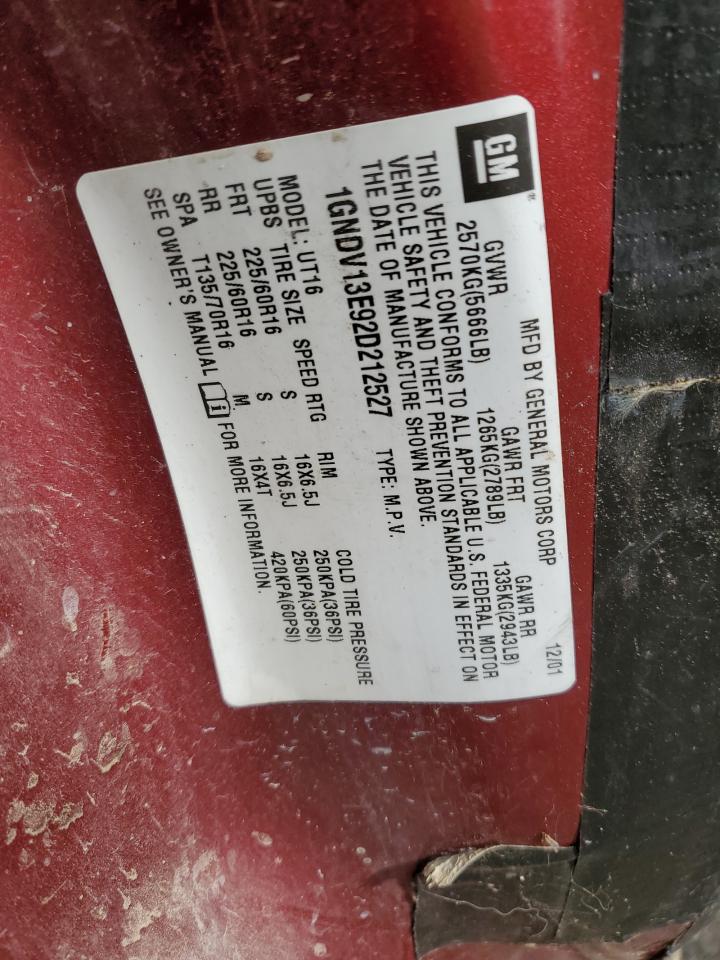 GM®
MFD BY GENERAL MOTORS CORP 12/01
GVWR GAWR FRT GAWR RR
2570KG(5666LB) 1265KG(2789LB) 1335KG(2943LB)
THIS VEHICLE CONFORMS TO ALL APPLICABLE U.S. FEDERAL MOTOR
VEHICLE SAFETY AND THEFT PREVENTION STANDARDS IN EFFECT ON
THE DATE OF MANUFACTURE SHOWN ABOVE.
1GNDV13E92D212527 TYPE: M.P.V.
MODEL: UT16
UPBS TIRE SIZE SPEED RTG RIM COLD TIRE PRESSURE
FRT 225/60R16 S 16X6.5J 250KPA(36PSI)
RR 225/60R16 S 16X6.5J 250KPA(36PSI)
SPA T135/70R16 M 16X4T 420KPA(60PSI)
SEE OWNER'S MANUAL FOR MORE INFORMATION.